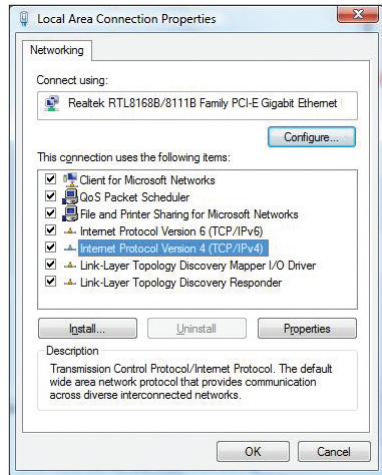 Local Area Connection Properties
Networking
Connect using:
Realtek RTL8168B/8111B Family PCI-E Gigabit Ethernet
Configure...
This connection uses the following items:
Client for Microsoft Networks
QoS Packet Scheduler
File and Printer Sharing for Microsoft Networks
Internet Protocol Version 6 (TCP/IPv6)
Internet Protocol Version 4 (TCP/IPv4)
Link-Layer Topology Discovery Mapper I/O Driver
Link-Layer Topology Discovery Responder
Install... Uninstall Properties
Description
Transmission Control Protocol/Internet Protocol. The default
wide area network protocol that provides communication
across diverse interconnected networks.
OK Cancel